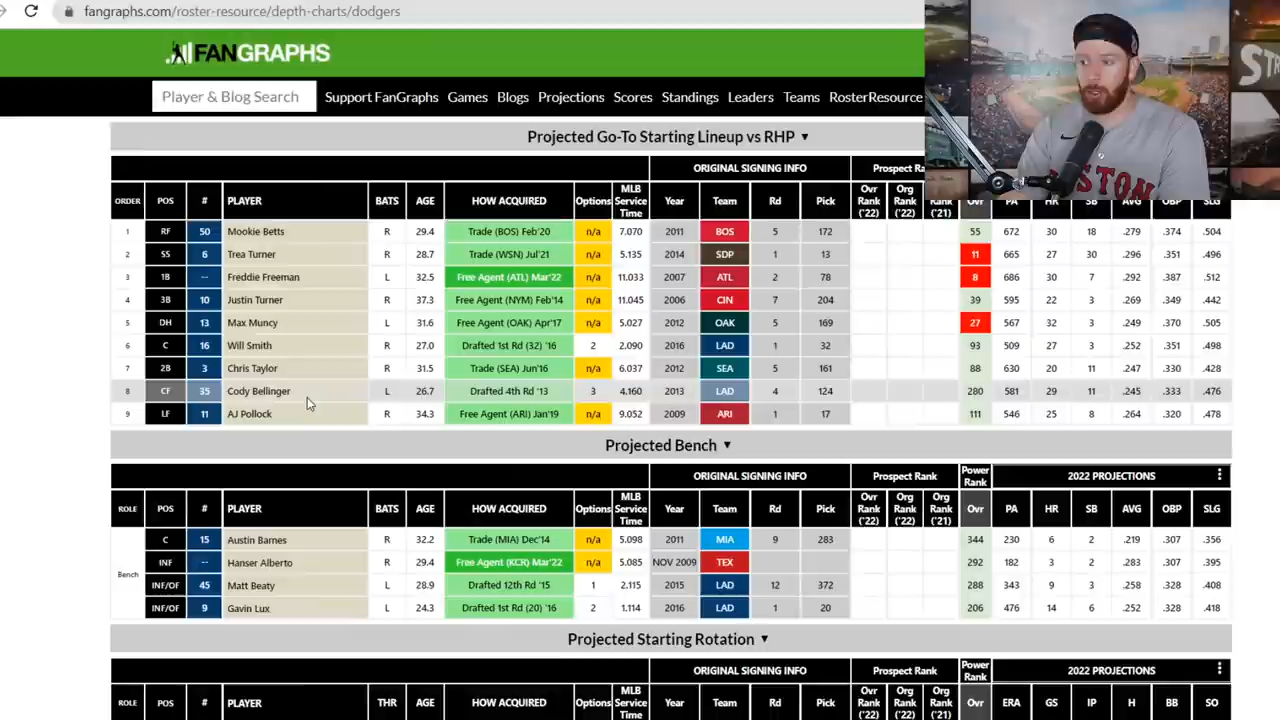 fangraphs.com/roster-resource/depth-charts/dodgers
FANGRAPHS
Player & Blog Search Support FanGraphs Games Blogs Projections Scores Standings Leaders Teams RosterResource
Projected Go-To Starting Lineup vs RHP ▼
ORIGINAL SIGNING INFO Prospect Ra
ORDER POS # PLAYER BATS AGE HOW ACQUIRED Options MLB Service Time Year Team Rd Pick Ovr Rank ('22) Org Rank ('22) Org Rank ('21) Ovr PA HR SB AVG OBP SLG
1 RF 50 Mookie Betts R 29.4 Trade (BOS) Feb'20 n/a 7.070 2011 BOS 5 172 55 672 30 18 .279 .374 .504
2 SS 6 Trea Turner R 28.7 Trade (WSN) Jul'21 n/a 5.135 2014 SDP 1 13 11 665 27 30 .296 .351 .496
3 1B -- Freddie Freeman L 32.5 Free Agent (ATL) Mar'22 n/a 11.033 2007 ATL 2 78 8 686 30 7 .292 .387 .512
4 3B 10 Justin Turner R 37.3 Free Agent (NYM) Feb'14 n/a 11.045 2006 CIN 7 204 39 595 22 3 .269 .349 .442
5 DH 13 Max Muncy L 31.6 Free Agent (OAK) Apr'17 n/a 5.027 2012 OAK 5 169 27 567 32 3 .249 .370 .505
6 C 16 Will Smith R 27.0 Drafted 1st Rd (32) '16 2 2.090 2016 LAD 1 32 93 509 27 3 .252 .351 .498
7 2B 3 Chris Taylor R 31.5 Trade (SEA) Jun'16 n/a 6.037 2012 SEA 5 161 88 630 20 11 .247 .330 .428
8 CF 35 Cody Bellinger L 26.7 Drafted 4th Rd '13 3 4.160 2013 LAD 4 124 280 581 29 11 .245 .333 .476
9 LF 11 AJ Pollock R 34.3 Free Agent (ARI) Jan'19 n/a 9.052 2009 ARI 1 17 111 546 25 8 .264 .320 .478
Projected Bench ▼
ORIGINAL SIGNING INFO Prospect Rank Power Rank 2022 PROJECTIONS
ROLE POS # PLAYER BATS AGE HOW ACQUIRED Options MLB Service Time Year Team Rd Pick Ovr Rank ('22) Org Rank ('22) Org Rank ('21) Ovr PA HR SB AVG OBP SLG
C 15 Austin Barnes R 32.2 Trade (MIA) Dec'14 n/a 5.098 2011 MIA 9 283 344 230 6 2 .219 .307 .356
INF -- Hanser Alberto R 29.4 Free Agent (KCR) Mar'22 n/a 5.085 NOV 2009 TEX 292 182 3 2 .283 .307 .395
Bench
INF/OF 45 Matt Beaty L 28.9 Drafted 12th Rd '15 1 2.115 2015 LAD 12 372 288 343 9 3 .258 .328 .408
INF/OF 9 Gavin Lux L 24.3 Drafted 1st Rd (20) '16 2 1.114 2016 LAD 1 20 206 476 14 6 .252 .328 .418
Projected Starting Rotation ▼
ORIGINAL SIGNING INFO Prospect Rank Power Rank 2022 PROJECTIONS
ROLE POS # PLAYER THR AGE HOW ACQUIRED Options MLB Service Time Year Team Rd Pick Ovr Rank ('22) Org Rank ('22) Org Rank ('21) Ovr ERA GS IP H BB SO